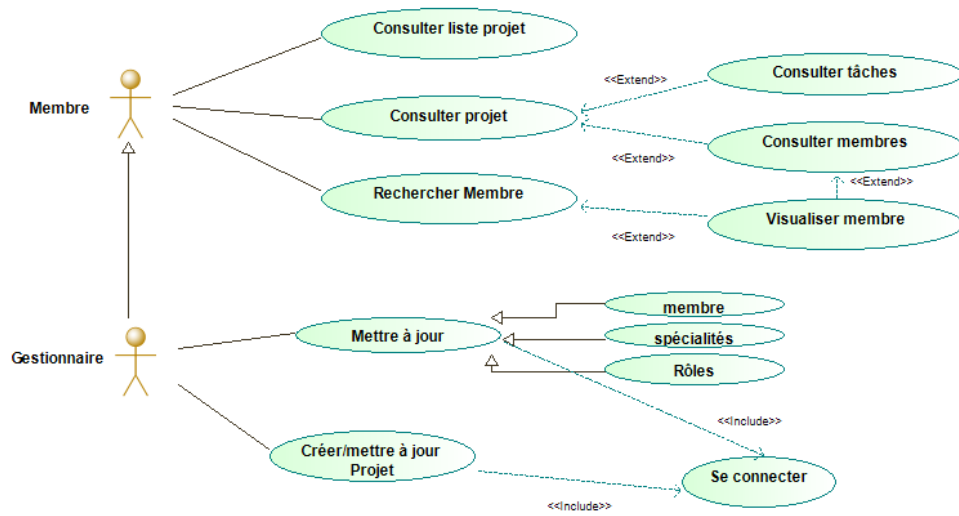 Consulter liste projet
<<Extend>>
Consulter tâches
Membre
Consulter projet
Consulter membres
<<Extend>>
<<Extend>>
Rechercher Membre
Visualiser membre
<<Extend>>
membre
Mettre à jour
spécialités
Gestionnaire
Rôles
<<Include>>
Créer/mettre à jour
Projet
Se connecter
<<Include>>